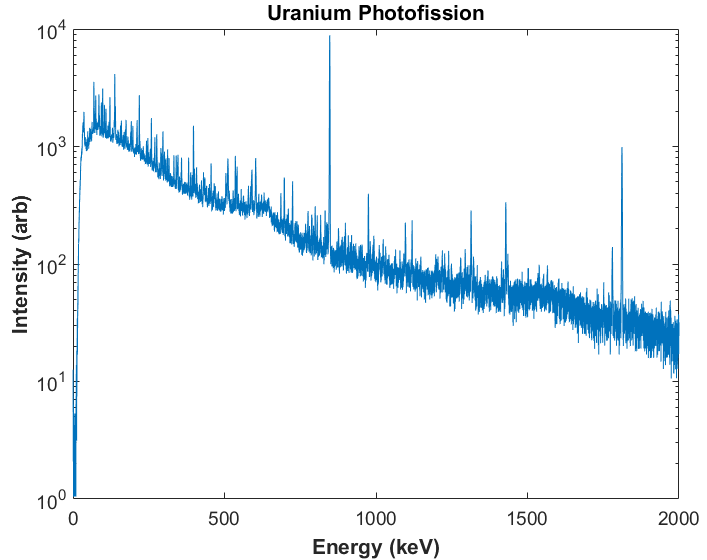 Uranium Photofission
10^4
10^3
10^2
10^1
10^0
Intensity (arb)
0 500 1000 1500 2000
Energy (keV)